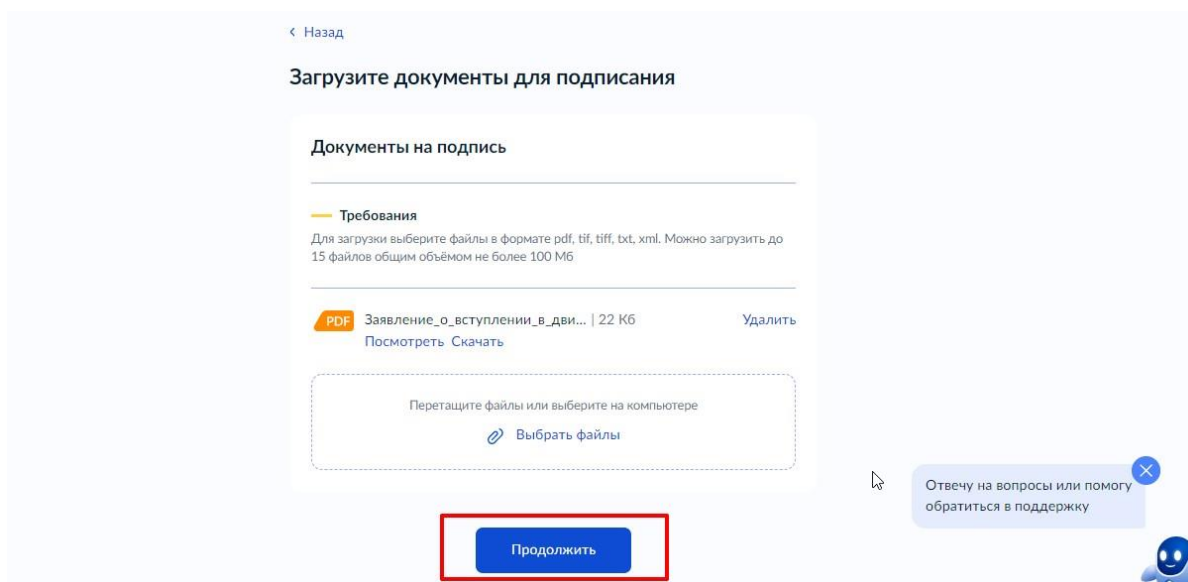 Назад
Загрузите документы для подписания
Документы на подпись
Требования
Для загрузки выберите файлы в формате pdf, tif, tiff, txt, xml. Можно загрузить до
15 файлов общим объёмом не более 100 Мб
PDF Заявление_о_вступлении_в_дви... | 22 Кб Удалить
Посмотреть Скачать
Перетащите файлы или выберите на компьютере
Выбрать файлы
Отвечу на вопросы или помогу
обратиться в поддержку
Продолжить